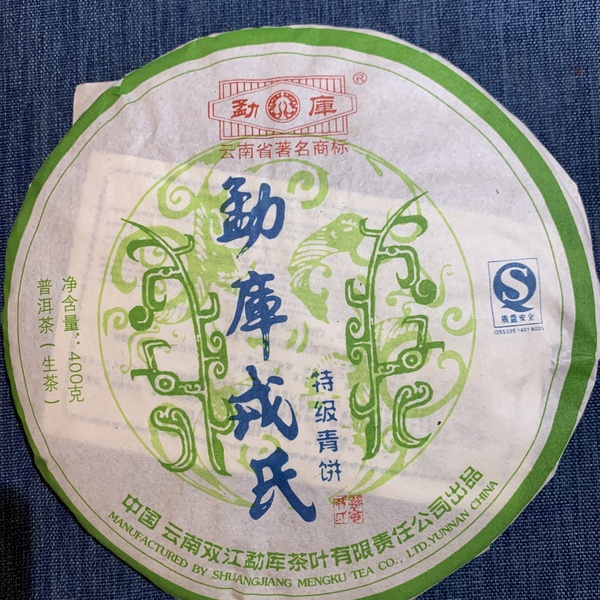 勐庫®
云南省著名商标
勐庫戎氏
特级青饼
净含量:400克
普洱茶(生茶)
质量安全
中国 云南双江勐库茶叶有限责任公司出品
MANUFACTURED BY SHUANGJIANG MENGKU TEA CO., LTD. YUNNAN CHINA